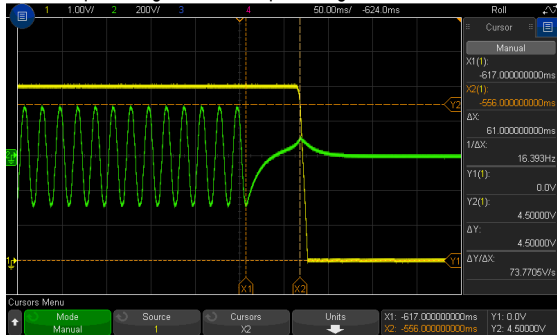 1 1.00V/ 2 200V/ 3 4 50.00ms/ -624.0ms Roll
Cursor
Manual
X1(1):
-617.000000000ms
X2(1):
-556.000000000ms
ΔX:
61.000000000ms
1/ΔX:
16.393Hz
Y1(1):
0.0V
Y2(1):
4.50000V
ΔY:
4.50000V
ΔY/ΔX:
73.7705V/s
Y2
Y1
X1 X2
Cursors Menu
Mode Source Cursors Units X1: -617.000000000ms Y1: 0.0V
Manual 1 X2 X2: -556.000000000ms Y2: 4.50000V